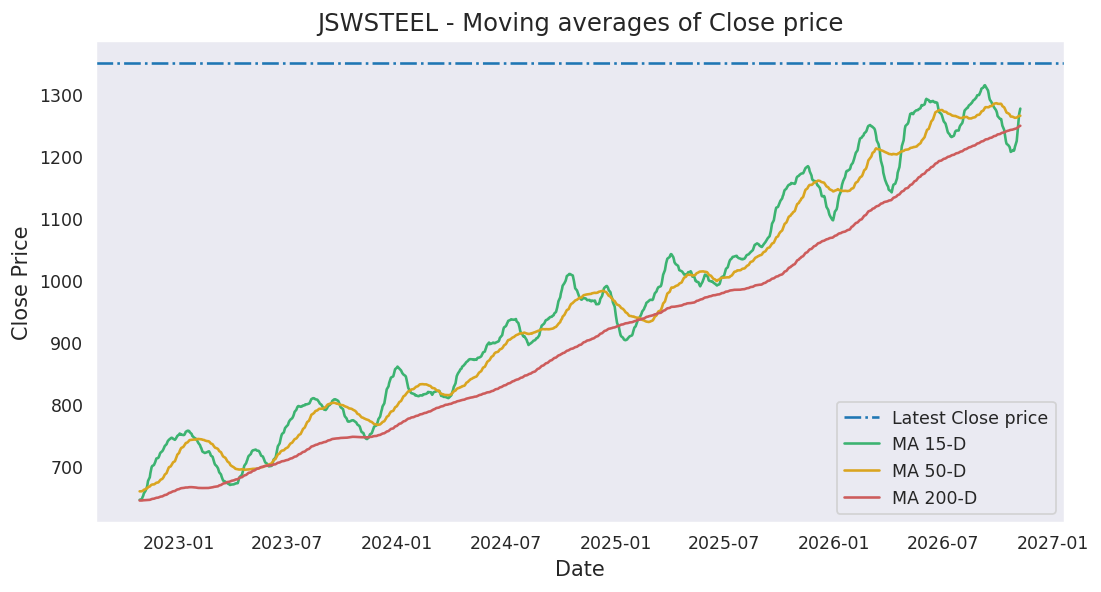 JSWSTEEL - Moving averages of Close price
Close Price
1300
1200
1100
1000
900
800
700
Latest Close price
MA 15-D
MA 50-D
MA 200-D
2023-01 2023-07 2024-01 2024-07 2025-01 2025-07 2026-01 2026-07 2027-01
Date